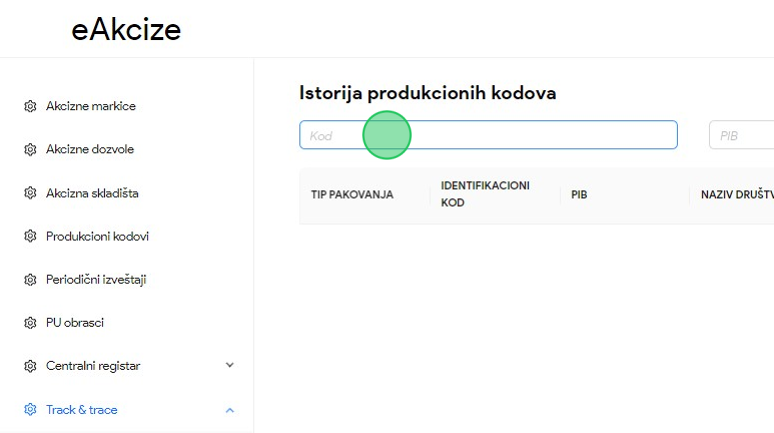 eAkcize
Akcizne markice
Akcizne dozvole
Akcizna skladišta
Produkcioni kodovi
Periodični izveštaji
PU obrasci
Centralni registar
Track & trace
Istorija produkcionih kodova
Kod
PIB
TIP PAKOVANJA
IDENTIFIKACIONI
KOD
PIB
NAZIV DRUŠTV